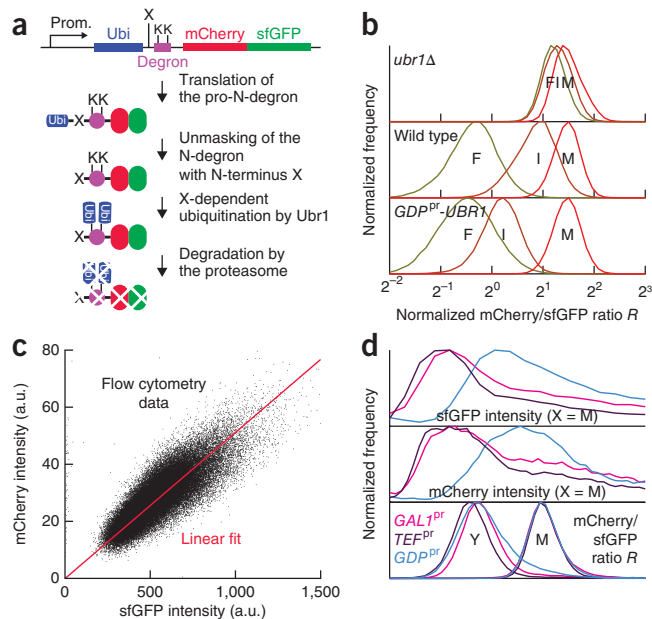 a
Prom.
X
KK
Ubi
mCherry
sfGFP
Degron
Translation of
the pro-N-degron
KK
Ubi
X
Unmasking of the
N-degron
with N-terminus X
KK
X
X-dependent
ubiquitination by Ubr1
Ubi
Ubi
X
Degradation by
the proteasome
Ubi
Ubi
X
b
Normalized frequency
ubr1Δ
F I M
Wild type
F I M
GDPpr-UBR1
F I M
2−2 2−1 20 21 22 23
Normalized mCherry/sfGFP ratio R
c
mCherry intensity (a.u.)
80
60
40
20
0
Flow cytometry
data
Linear fit
0 500 1,000 1,500
sfGFP intensity (a.u.)
d
Normalized frequency
sfGFP intensity (X = M)
mCherry intensity (X = M)
GAL1pr
TEFpr
GDPpr
Y M
mCherry/
sfGFP
ratio R